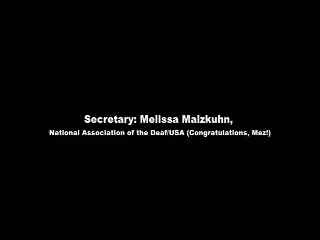 Secretary: Melissa Malzkuhn,
National Association of the Deaf/USA (Congratulations, Mez!)